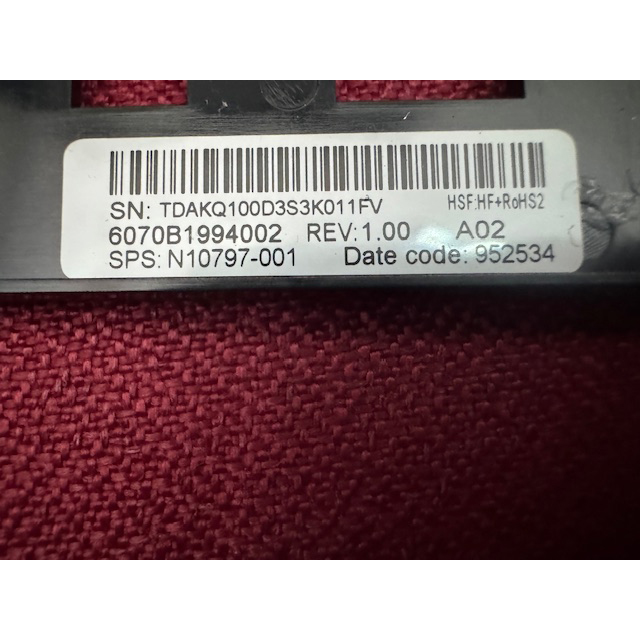 SN: TDAKQ100D3S3K011FV HSF:HF+RoHS2
6070B1994002 REV:1.00 A02
SPS: N10797-001 Date code: 952534